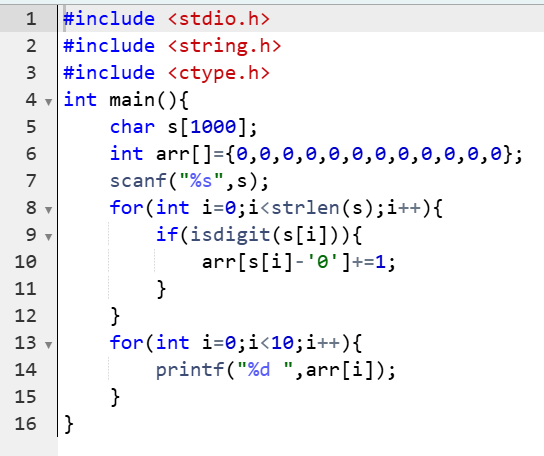 1 #include <stdio.h>
2 #include <string.h>
3 #include <ctype.h>
4 int main(){
5     char s[1000];
6     int arr[]={0,0,0,0,0,0,0,0,0,0,0,0};
7     scanf("%s",s);
8     for(int i=0;i<strlen(s);i++){
9         if(isdigit(s[i])){
10             arr[s[i]-'0']+=1;
11         }
12     }
13     for(int i=0;i<10;i++){
14         printf("%d ",arr[i]);
15     }
16 }